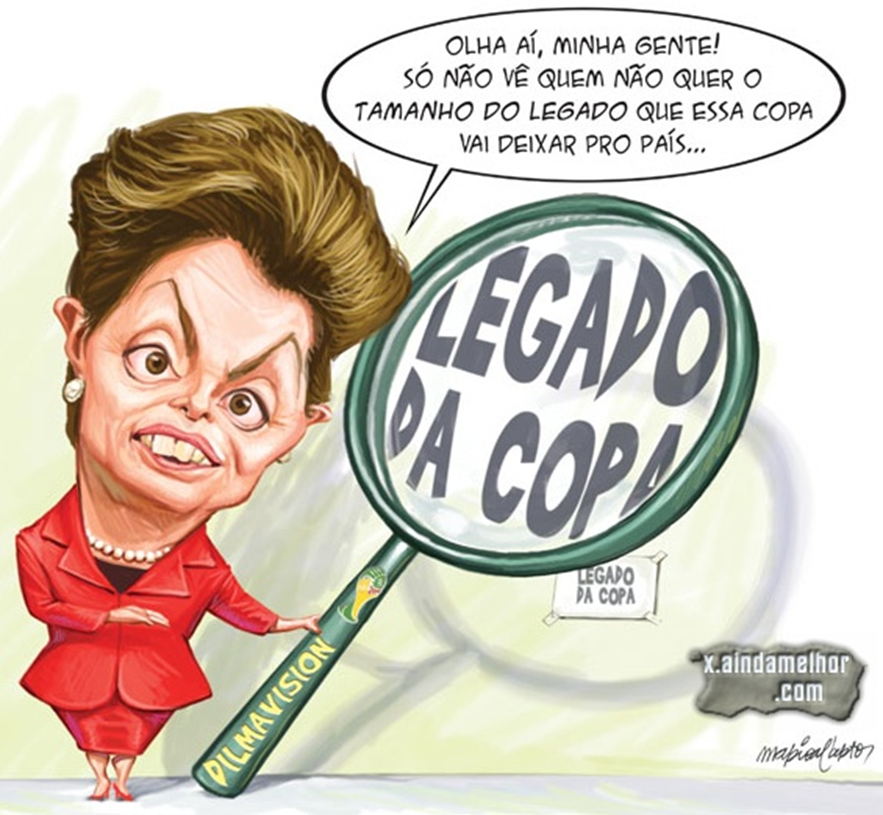 OLHA AÍ, MINHA GENTE!
SÓ NÃO VÊ QUEM NÃO QUER O
TAMANHO DO LEGADO QUE ESSA COPA
VAI DEIXAR PRO PAÍS...
LEGADO
DA COPA
LEGADO
DA COPA
DILMAVISION
x.aindamelhor
.com